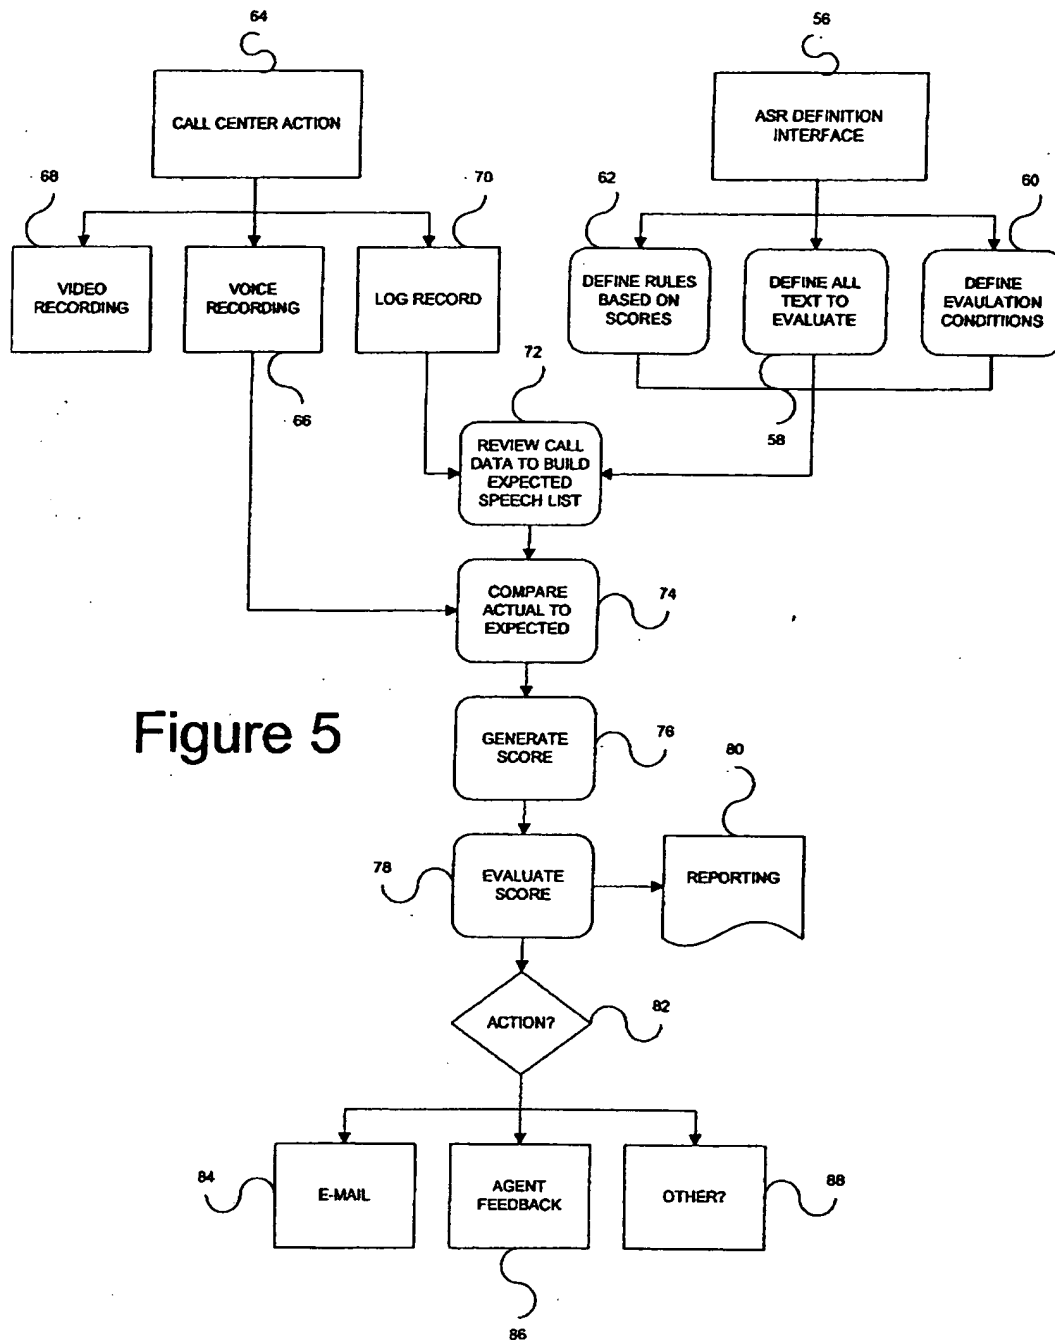 64
56
CALL CENTER ACTION
ASR DEFINITION
INTERFACE
68
70
62
60
VIDEO
RECORDING
VOICE
RECORDING
LOG RECORD
DEFINE RULES
BASED ON
SCORES
DEFINE ALL
TEXT TO
EVALUATE
DEFINE
EVAULATION
CONDITIIONS
72
66
58
REVIEW CALL
DATA TO BUILD
EXPECTED
SPEECH LIST
COMPARE
ACTUAL TO
EXPECTED
74
Figure 5
GENERATE
SCORE
76
80
78
EVALUATE
SCORE
REPORTING
ACTION?
82
84
E-MAIL
AGENT
FEEDBACK
OTHER?
88
86